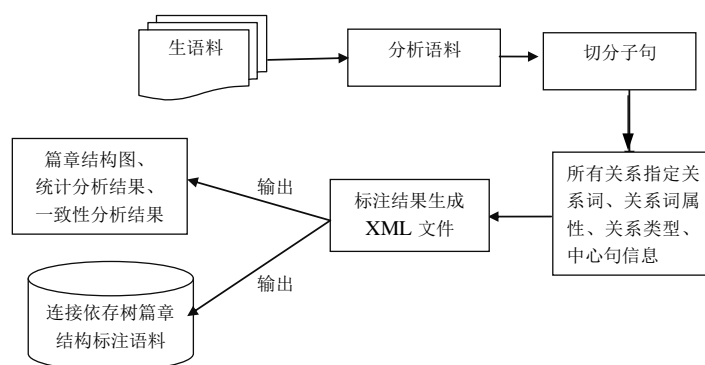 生语料
分析语料
切分子句
所有关系指定关
系词、关系词属
性、关系类型、
中心句信息
标注结果生成
XML 文件
输出
篇章结构图、
统计分析结果、
一致性分析结果
输出
连接依存树篇章
结构标注语料